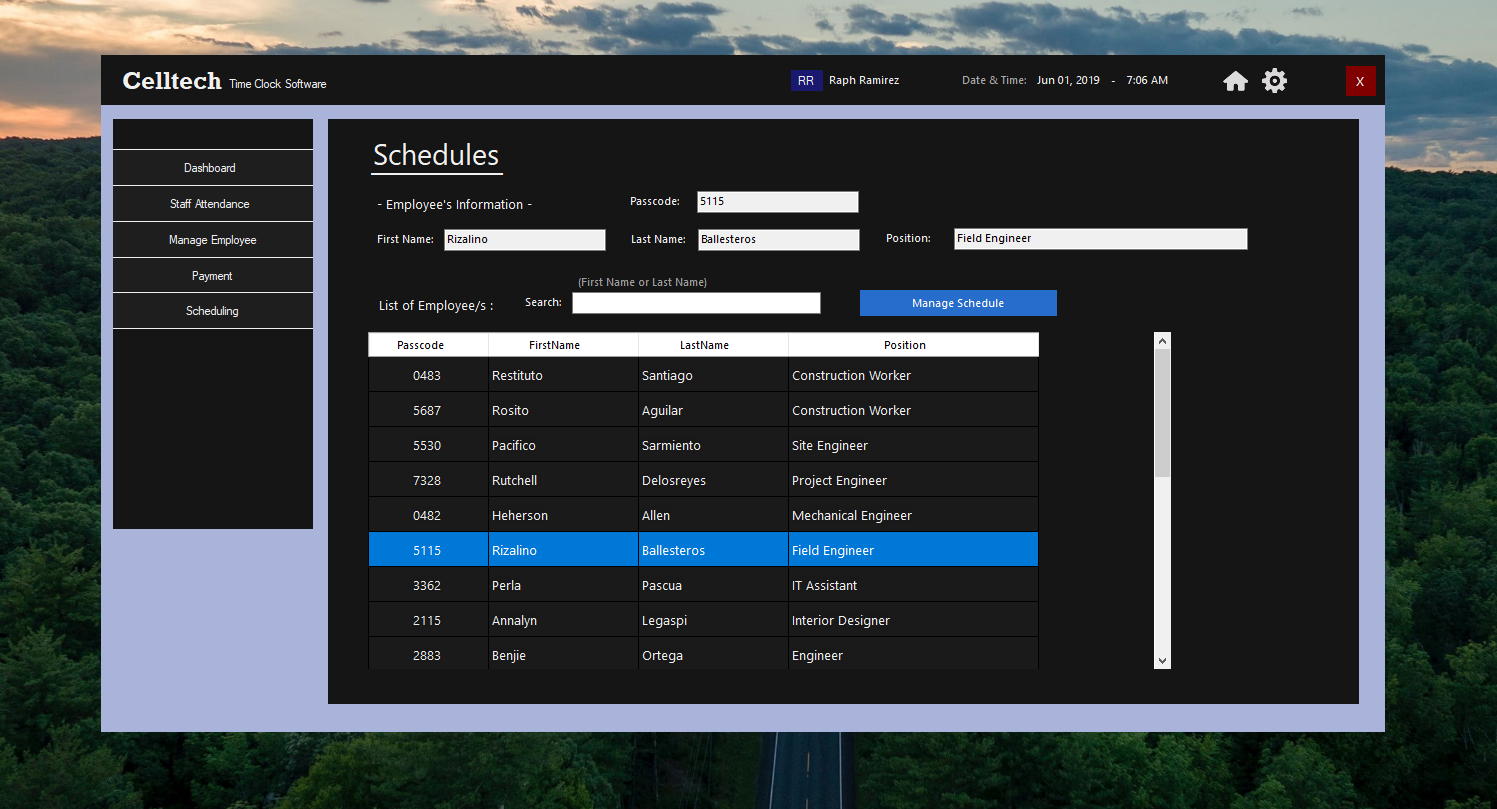 Celltech Time Clock Software RR Raph Ramirez Date & Time: Jun 01, 2019 - 7:06 AM X
Dashboard
Staff Attendance
Manage Employee
Payment
Scheduling
Schedules
- Employee's Information - Passcode: 5115
First Name: Rizalino Last Name: Ballesteros Position: Field Engineer
(First Name or Last Name)
List of Employee/s : Search: Manage Schedule
Passcode FirstName LastName Position
0483 Restituto Santiago Construction Worker
5687 Rosito Aguilar Construction Worker
5530 Pacifico Sarmiento Site Engineer
7328 Rutchell Delosreyes Project Engineer
0482 Heherson Allen Mechanical Engineer
5115 Rizalino Ballesteros Field Engineer
3362 Perla Pascua IT Assistant
2115 Annalyn Legaspi Interior Designer
2883 Benjie Ortega Engineer